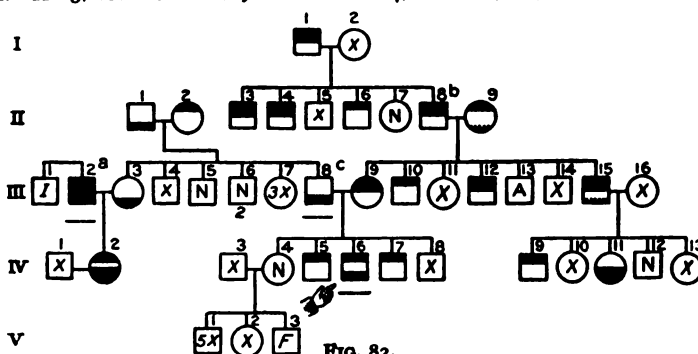 1 2
I X
1 2 3 4 5 6 7 8 b 9
II X N
1 2 a 3 4 5 6 7 8 c 9 10 11 12 13 14 15 16
III I X N N 3X X A X X
2
1 2 3 4 5 6 7 8 9 10 11 12 13
IV X X N X X N X
1 2 3
V 5X X F
FIG. 82.